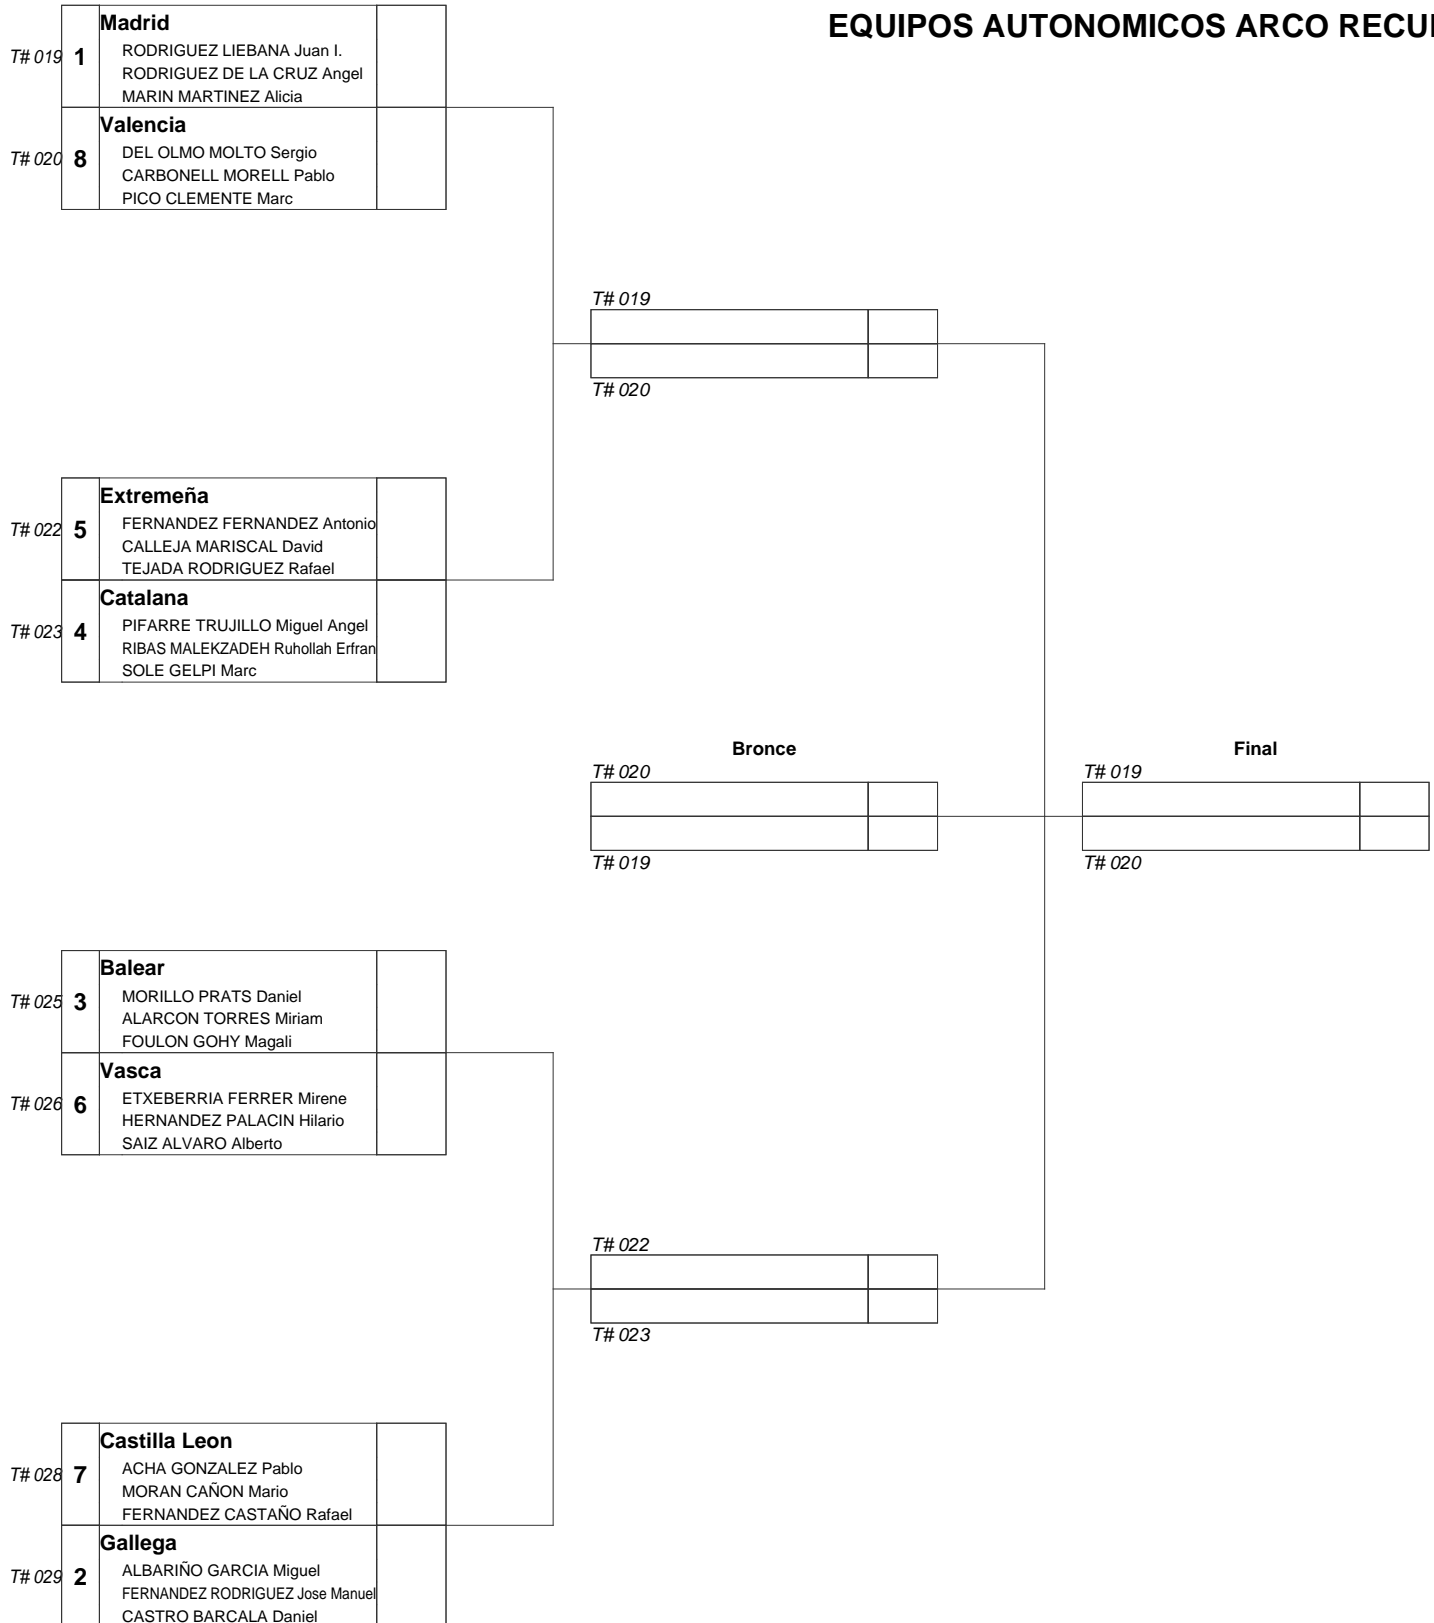 EQUIPOS AUTONOMICOS ARCO
Madrid
T# 019 1 RODRIGUEZ LIEBANA Juan I.
RODRIGUEZ DE LA CRUZ Angel
MARIN MARTINEZ Alicia
Valencia
T# 020 8 DEL OLMO MOLTO Sergio
CARBONELL MORELL Pablo
PICO CLEMENTE Marc
T# 019
T# 020
Extremeña
T# 022 5 FERNANDEZ FERNANDEZ Antonio
CALLEJA MARISCAL David
TEJADA RODRIGUEZ Rafael
Catalana
T# 023 4 PIFARRE TRUJILLO Miguel Angel
RIBAS MALEKZADEH Ruhollah Erfran
SOLE GELPI Marc
Bronce
T# 020
T# 019
Final
T# 019
T# 020
Balear
T# 025 3 MORILLO PRATS Daniel
ALARCON TORRES Miriam
FOULON GOHY Magali
Vasca
T# 026 6 ETXEBERRIA FERRER Mirene
HERNANDEZ PALACIN Hilario
SAIZ ALVARO Alberto
T# 022
T# 023
Castilla Leon
T# 028 7 ACHA GONZALEZ Pablo
MORAN CAÑON Mario
FERNANDEZ CASTAÑO Rafael
Gallega
T# 029 2 ALBARIÑO GARCIA Miguel
FERNANDEZ RODRIGUEZ Jose Manuel
CASTRO BARCALA Daniel